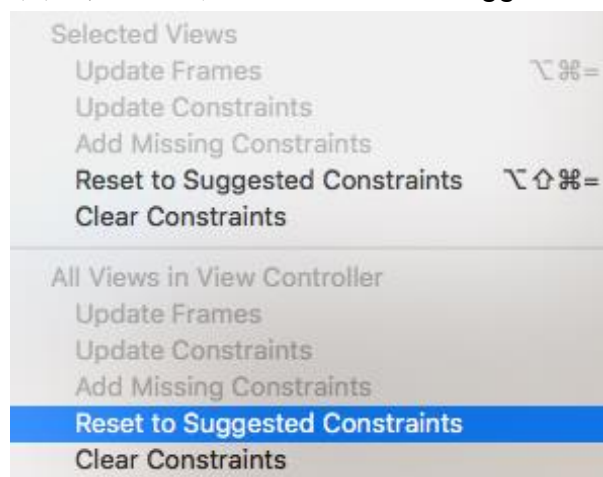 Selected Views
Update Frames ⌥⌘=
Update Constraints
Add Missing Constraints
Reset to Suggested Constraints ⌥⇧⌘=
Clear Constraints
All Views in View Controller
Update Frames
Update Constraints
Add Missing Constraints
Reset to Suggested Constraints
Clear Constraints